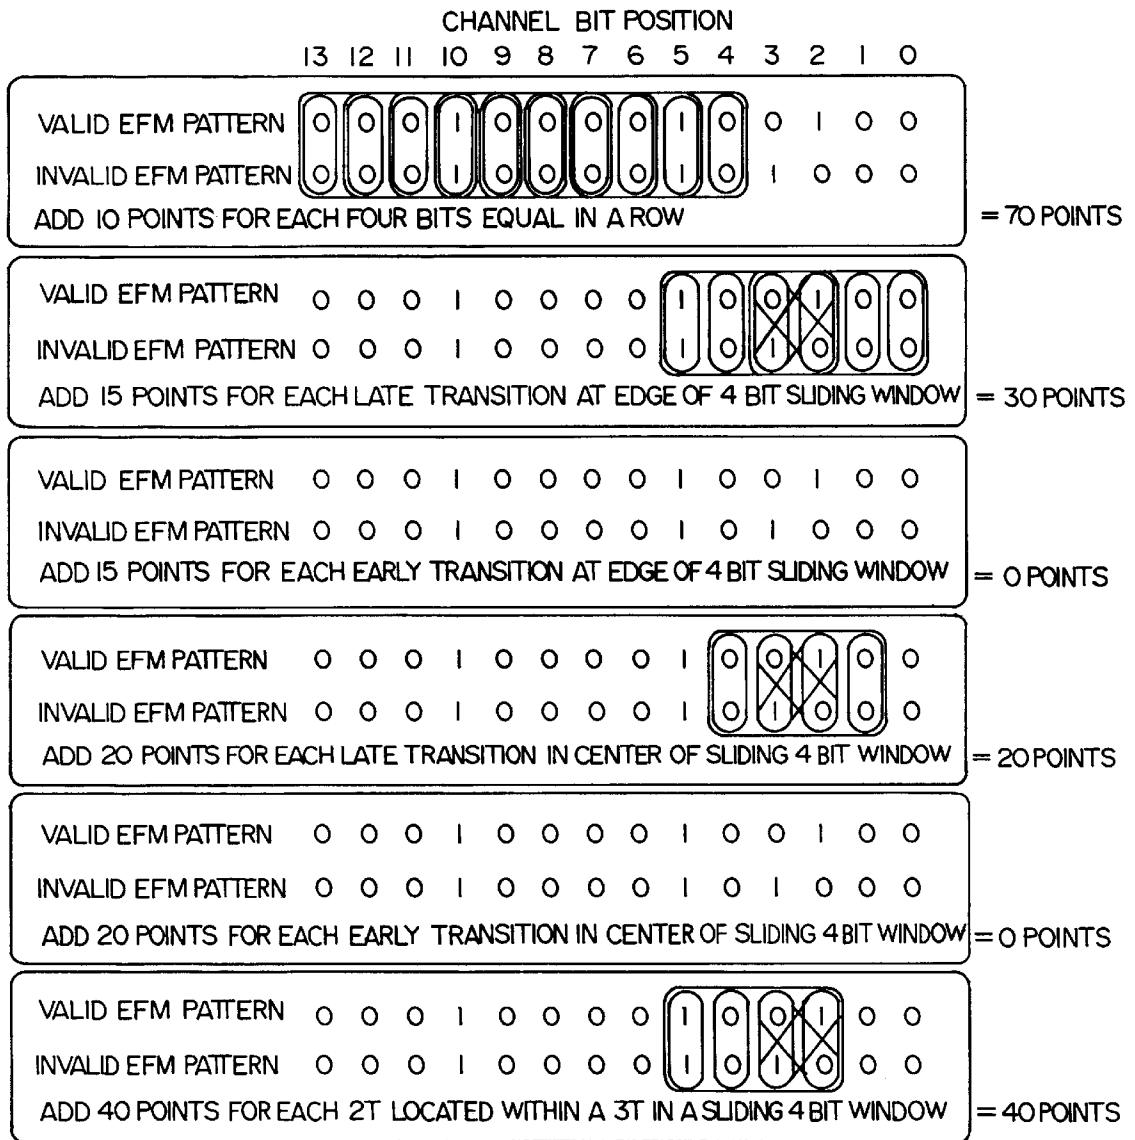 CHANNEL BIT POSITION
13 12 11 10 9 8 7 6 5 4 3 2 1 0
VALID EFM PATTERN 0 0 0 1 0 0 0 0 1 0 0 1 0 0
INVALID EFM PATTERN 0 0 0 1 0 0 0 0 1 0 1 0 0 0
ADD 10 POINTS FOR EACH FOUR BITS EQUAL IN A ROW = 70 POINTS
VALID EFM PATTERN 0 0 0 1 0 0 0 0 1 0 0 1 0 0
INVALID EFM PATTERN 0 0 0 1 0 0 0 0 1 0 1 0 0 0
ADD 15 POINTS FOR EACH LATE TRANSITION AT EDGE OF 4 BIT SLIDING WINDOW = 30 POINTS
VALID EFM PATTERN 0 0 0 1 0 0 0 0 1 0 0 1 0 0
INVALID EFM PATTERN 0 0 0 1 0 0 0 0 1 0 1 0 0 0
ADD 15 POINTS FOR EACH EARLY TRANSITION AT EDGE OF 4 BIT SLIDING WINDOW = 0 POINTS
VALID EFM PATTERN 0 0 0 1 0 0 0 0 1 0 0 1 0 0
INVALID EFM PATTERN 0 0 0 1 0 0 0 0 1 0 1 0 0 0
ADD 20 POINTS FOR EACH LATE TRANSITION IN CENTER OF SLIDING 4 BIT WINDOW = 20 POINTS
VALID EFM PATTERN 0 0 0 1 0 0 0 0 1 0 0 1 0 0
INVALID EFM PATTERN 0 0 0 1 0 0 0 0 1 0 1 0 0 0
ADD 20 POINTS FOR EACH EARLY TRANSITION IN CENTER OF SLIDING 4 BIT WINDOW = 0 POINTS
VALID EFM PATTERN 0 0 0 1 0 0 0 0 1 0 0 1 0 0
INVALID EFM PATTERN 0 0 0 1 0 0 0 0 1 0 1 0 0 0
ADD 40 POINTS FOR EACH 2T LOCATED WITHIN A 3T IN A SLIDING 4 BIT WINDOW = 40 POINTS